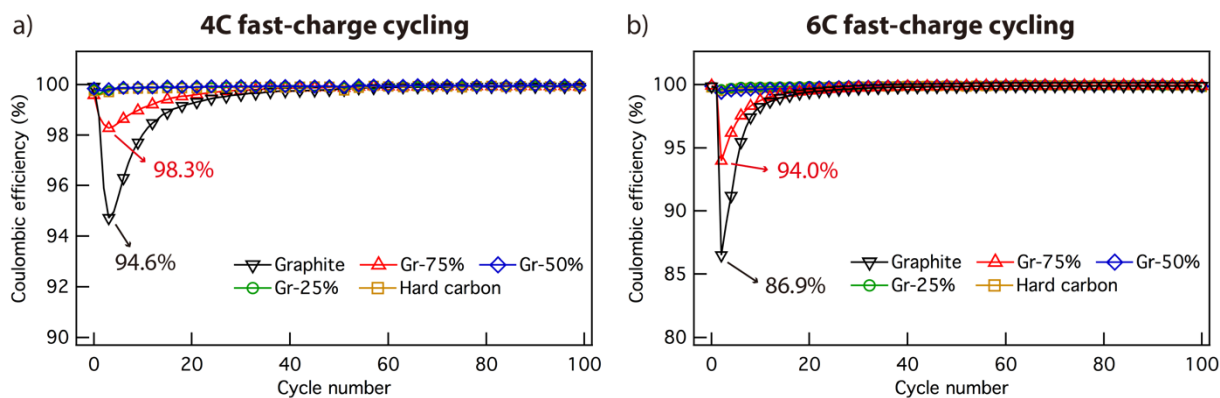 a)
4C fast-charge cycling
Coulombic efficiency (%)
100
98
96
94
92
90
98.3%
94.6%
Graphite Gr-75% Gr-50%
Gr-25% Hard carbon
0 20 40 60 80 100
Cycle number
b)
6C fast-charge cycling
Coulombic efficiency (%)
100
95
90
85
80
94.0%
86.9%
Graphite Gr-75% Gr-50%
Gr-25% Hard carbon
0 20 40 60 80 100
Cycle number